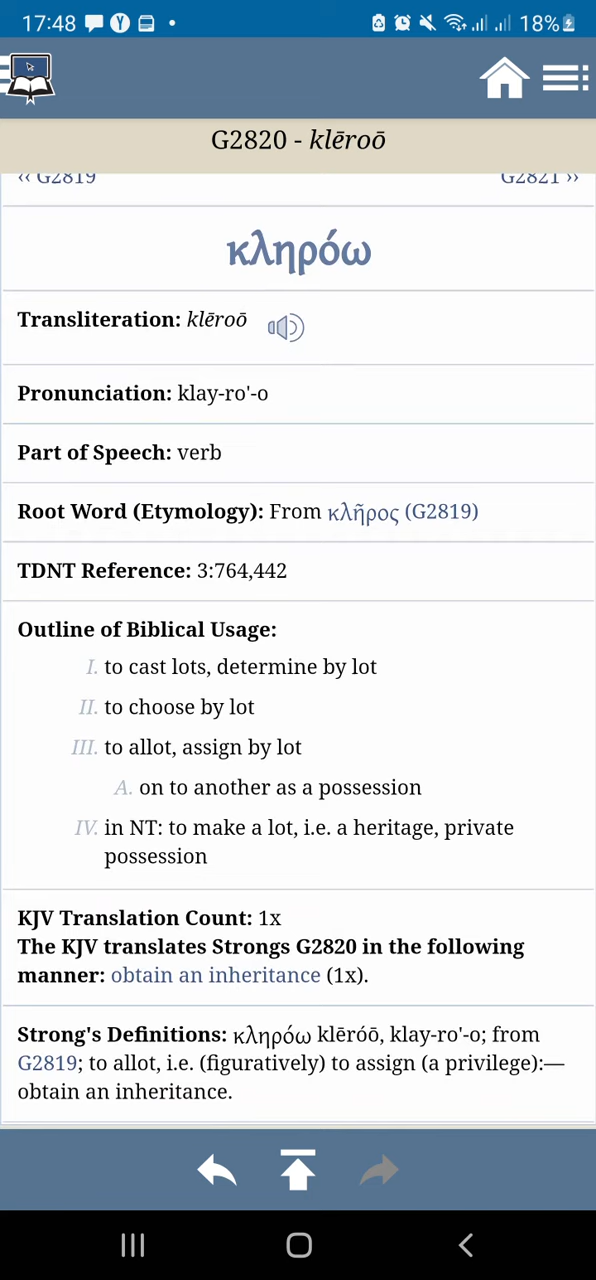 17:48
18%
G2820 - klēroō
‹‹ G2819 G2821 ››
κληρόω
Transliteration: klēroō
Pronunciation: klay-ro'-o
Part of Speech: verb
Root Word (Etymology): From κλῆρος (G2819)
TDNT Reference: 3:764,442
Outline of Biblical Usage:
I. to cast lots, determine by lot
II. to choose by lot
III. to allot, assign by lot
A. on to another as a possession
IV. in NT: to make a lot, i.e. a heritage, private
possession
KJV Translation Count: 1x
The KJV translates Strongs G2820 in the following
manner: obtain an inheritance (1x).
Strong's Definitions: κληρόω klēróō, klay-ro'-o; from
G2819; to allot, i.e. (figuratively) to assign (a privilege):—
obtain an inheritance.